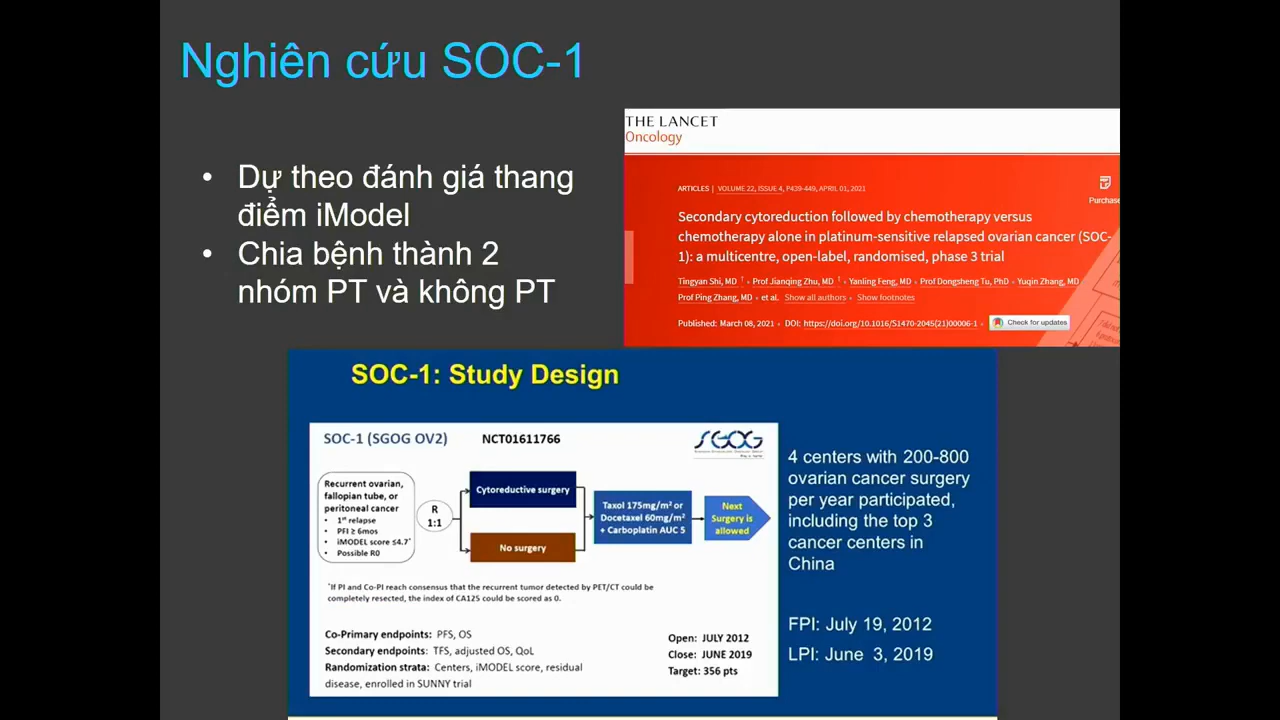 Nghiên cứu SOC-1
• Dự theo đánh giá thang
điểm iModel
• Chia bệnh thành 2
nhóm PT và không PT
THE LANCET
Oncology
ARTICLES | VOLUME 22, ISSUE 4, P439-449, APRIL 01, 2021
Purchase
Secondary cytoreduction followed by chemotherapy versus
chemotherapy alone in platinum-sensitive relapsed ovarian cancer (SOC-
1): a multicentre, open-label, randomised, phase 3 trial
Tingyan Shi, MD † • Prof Jianqing Zhu, MD † • Yanling Feng, MD • Prof Dongsheng Tu, PhD • Yuqin Zhang, MD
Prof Ping Zhang, MD • et al. Show all authors • Show footnotes
Published: March 08, 2021 • DOI: https://doi.org/10.1016/S1470-2045(21)00006-1 • Check for updates
SOC-1: Study Design
SOC-1 (SGOG OV2) NCT01611766 SGOG
Recurrent ovarian,
fallopian tube, or
peritoneal cancer
• 1st relapse
• PFI ≥ 6mos
• iMODEL score ≤4.7*
• Possible R0
R
1:1
Cytoreductive surgery
No surgery
Taxol 175mg/m² or
Docetaxel 60mg/m²
+ Carboplatin AUC 5
Next
Surgery is
allowed
*If PI and Co-PI reach consensus that the recurrent tumor detected by PET/CT could be
completely resected, the index of CA125 could be scored as 0.
Co-Primary endpoints: PFS, OS
Secondary endpoints: TFS, adjusted OS, QoL
Randomization strata: Centers, iMODEL score, residual
disease, enrolled in SUNNY trial
Open: JULY 2012
Close: JUNE 2019
Target: 356 pts
4 centers with 200-800
ovarian cancer surgery
per year participated,
including the top 3
cancer centers in
China
FPI: July 19, 2012
LPI: June 3, 2019